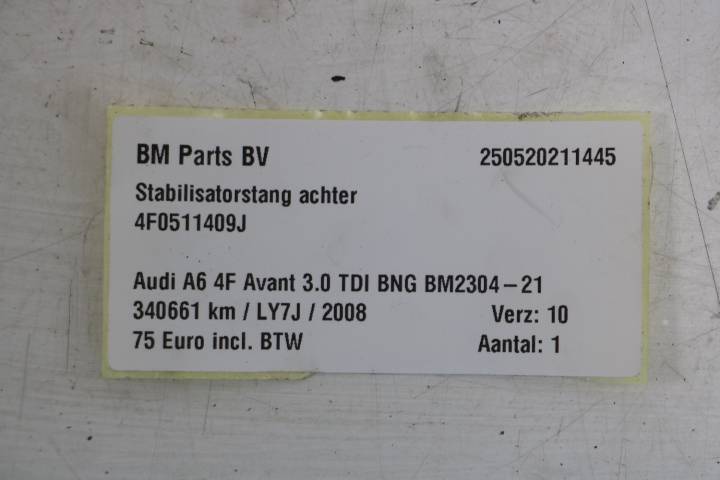 BM Parts BV 250520211445
Stabilisatorstang achter
4F0511409J
Audi A6 4F Avant 3.0 TDI BNG BM2304-21
340661 km / LY7J / 2008 Verz: 10
75 Euro incl. BTW Aantal: 1